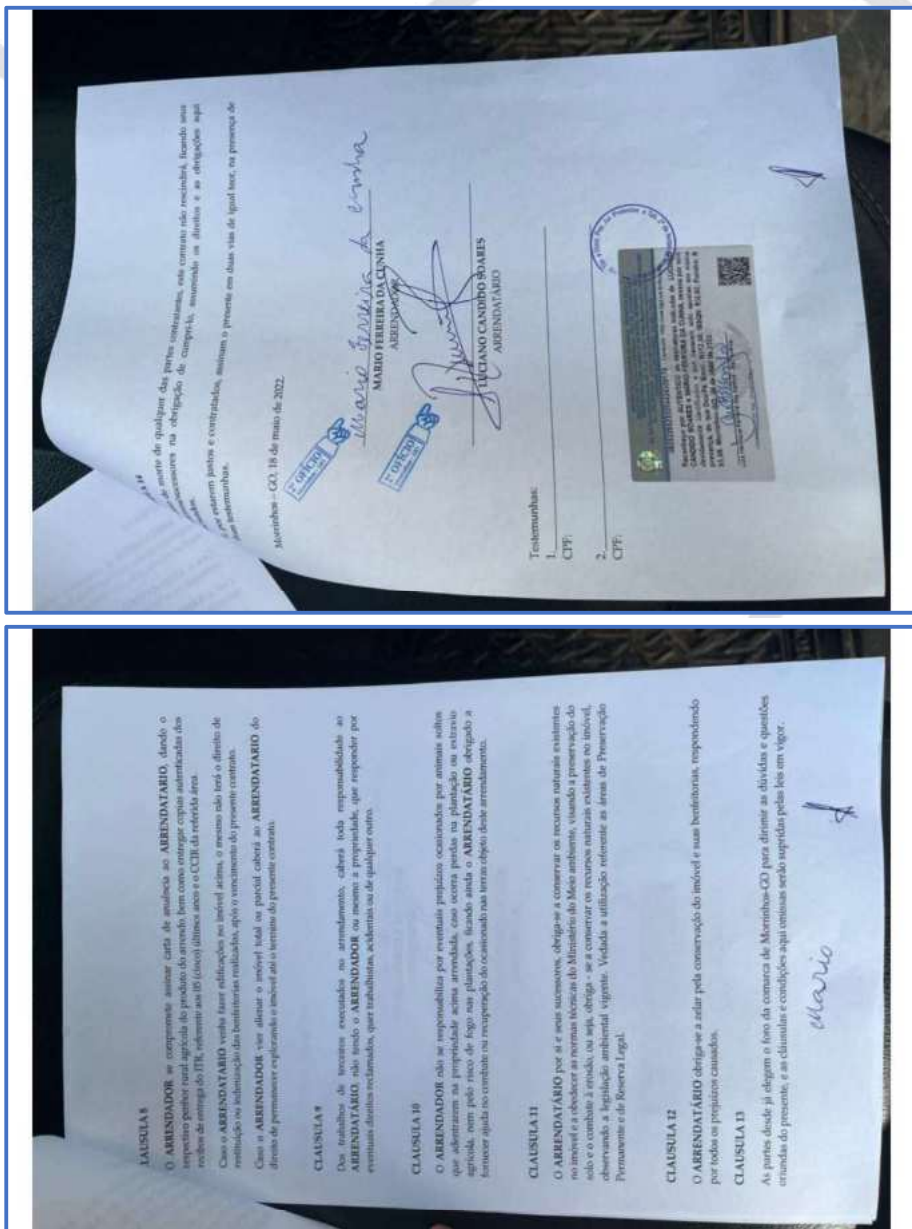 de morte de qualquer das partes contratantes, este contrato não rescindirá, ficando seus
sucessores na obrigação de cumpri-lo, assumindo os direitos e as obrigações aqui
por estarem justos e contratados, assinam o presente em duas vias de igual teor, na presença de
testemunhas.
Morrinhos – GO, 18 de maio de 2022.
2º OFÍCIO
Mario Ferreira da Cunha
MARIO FERREIRA DA CUNHA
ARRENDADOR
2º OFÍCIO
LUCIANO CANDIDO SOARES
ARRENDATÁRIO
Testemunhas:
1.
CPF:
2.
CPF:
CLAUSULA 8
O ARRENDADOR se compromete assinar carta de anuência ao ARRENDATARIO, dando o
respectivo penhor rural agrícola do produto do arrendo, bem como entregar copias autenticadas dos
recibos de entrega do ITR, referente aos 05 (cinco) últimos anos e o CCIR da referida área.
Caso o ARRENDATARIO venha fazer edificações no imóvel acima, o mesmo não terá o direito de
restituição ou indenização das benfeitorias realizadas, após o vencimento do presente contrato.
Caso o ARRENDADOR vier alienar o imóvel total ou parcial caberá ao ARRENDATARIO do
direito de permanecer explorando o imóvel até o termino do presente contrato.
CLAUSULA 9
Dos trabalhos de terceiros executados no arrendamento, caberá toda responsabilidade ao
ARRENDATÁRIO, não tendo o ARRENDADOR ou mesmo a propriedade, que responder por
eventuais direitos reclamados, quer trabalhistas, acidentais ou de qualquer outro.
CLAUSULA 10
O ARRENDADOR não se responsabiliza por eventuais prejuízos ocasionados por animais soltos
que adentrarem na propriedade acima arrendada, caso ocorra perdas na plantação ou extravio
agrícola, nem pelo risco de fogo nas plantações, ficando ainda o ARRENDATÁRIO obrigado a
fornecer ajuda no combate ou recuperação do ocasionado nas terras objeto deste arrendamento.
CLAUSULA 11
O ARRENDATÁRIO por si e seus sucessores, obriga-se a conservar os recursos naturais existentes
no imóvel e a obedecer as normas técnicas do Ministério do Meio ambiente, visando a preservação do
solo e o combate à erosão, ou seja, obriga - se a conservar os recursos naturais existentes no imóvel,
observando a legislação ambiental vigente. Vedada a utilização referente as áreas de Preservação
Permanente e de Reserva Legal.
CLAUSULA 12
O ARRENDATÁRIO obriga-se a zelar pela conservação do imóvel e suas benfeitorias, respondendo
por todos os prejuízos causados.
CLAUSULA 13
As partes desde já elegem o foro da comarca de Morrinhos-GO para dirimir as dúvidas e questões
oriundas do presente, e as cláusulas e condições aqui omissas serão supridas pelas leis em vigor.
Mario